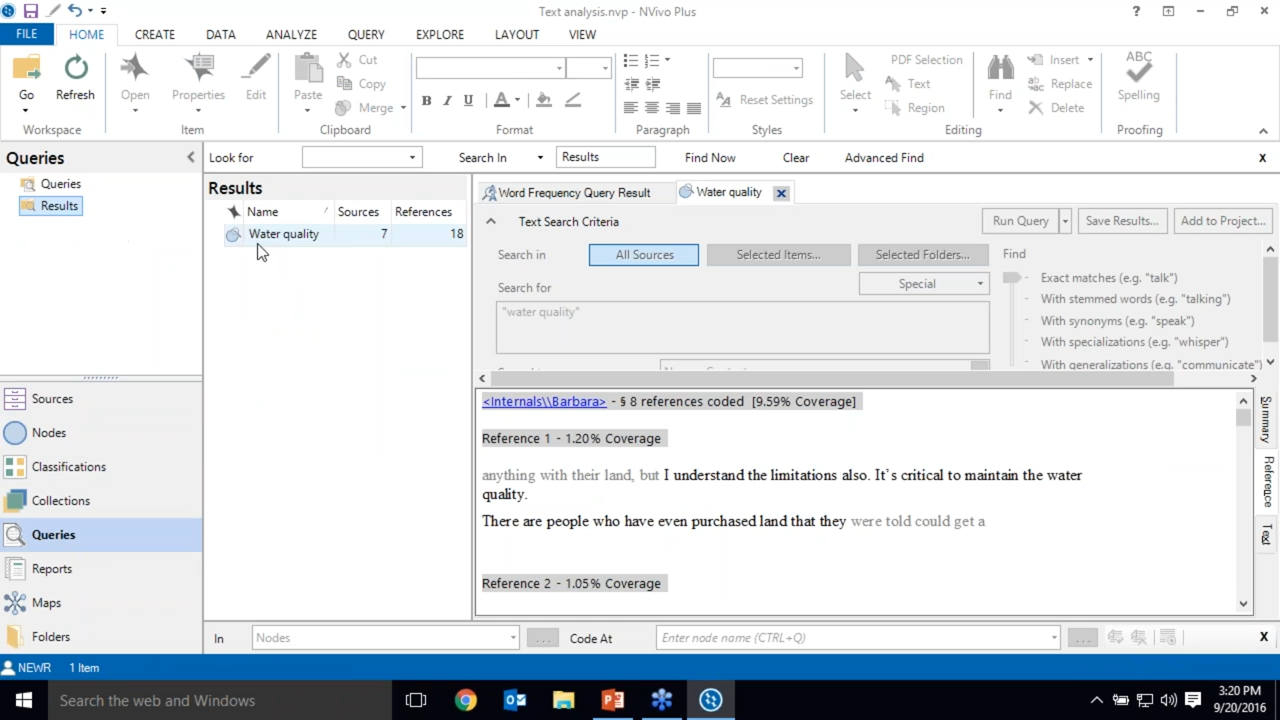 Text analysis.nvp - NVivo Plus
?
FILE HOME CREATE DATA ANALYZE QUERY EXPLORE LAYOUT VIEW
Go Refresh Open Properties Edit Paste Cut Copy Merge
B I U A
Reset Settings
Select PDF Selection Text Region Find Insert Replace Delete ABC Spelling
Workspace Item Clipboard Format Paragraph Styles Editing Proofing
Queries
Look for Search In Results Find Now Clear Advanced Find x
Queries
Results
Results
Name Sources References
Water quality 7 18
Word Frequency Query Result Water quality x
Text Search Criteria Run Query Save Results... Add to Project...
Search in All Sources Selected Items... Selected Folders... Find
Search for Special
"water quality"
Exact matches (e.g. "talk")
With stemmed words (e.g. "talking")
With synonyms (e.g. "speak")
With specializations (e.g. "whisper")
With generalizations (e.g. "communicate")
<Internals\\Barbara> - § 8 references coded [9.59% Coverage]
Reference 1 - 1.20% Coverage
anything with their land, but I understand the limitations also. It's critical to maintain the water
quality.
There are people who have even purchased land that they were told could get a
Reference 2 - 1.05% Coverage
Summary
Reference
Text
Sources
Nodes
Classifications
Collections
Queries
Reports
Maps
Folders
In Nodes ... Code At Enter node name (CTRL+Q) ... x
NEWR 1 Item
Search the web and Windows
3:20 PM
9/20/2016